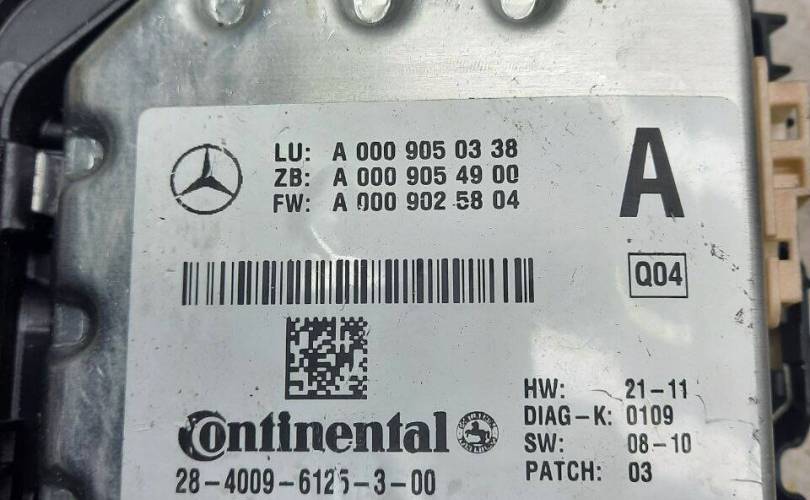 LU: A 000 905 03 38
ZB: A 000 905 49 00
FW: A 000 902 58 04
A
Q04
HW: 21-11
DIAG-K: 0109
SW: 08-10
PATCH: 03
Continental
28-4009-6125-3-00